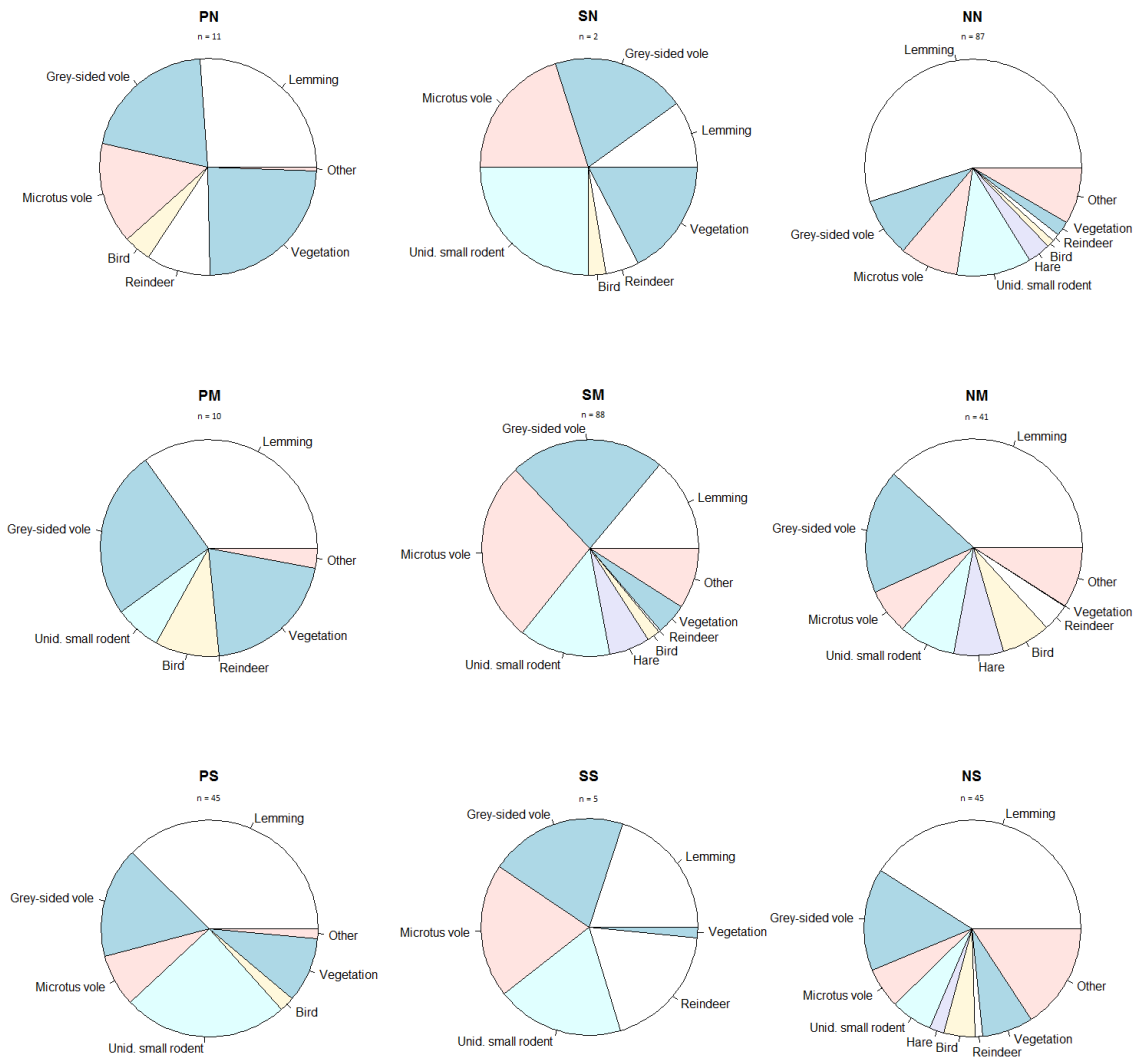 PN
n = 11
Lemming
Grey-sided vole
Microtus vole
Bird
Reindeer
Vegetation
Other
SN
n = 2
Grey-sided vole
Microtus vole
Lemming
Unid. small rodent
Bird
Reindeer
Vegetation
NN
n = 87
Lemming
Grey-sided vole
Microtus vole
Unid. small rodent
Hare
Bird
Reindeer
Vegetation
Other
PM
n = 10
Lemming
Grey-sided vole
Unid. small rodent
Bird
Reindeer
Vegetation
Other
SM
n = 88
Grey-sided vole
Lemming
Microtus vole
Unid. small rodent
Hare
Bird
Reindeer
Vegetation
Other
NM
n = 41
Lemming
Grey-sided vole
Microtus vole
Unid. small rodent
Hare
Bird
Reindeer
Vegetation
Other
PS
n = 45
Lemming
Grey-sided vole
Microtus vole
Unid. small rodent
Bird
Vegetation
Other
SS
n = 5
Grey-sided vole
Lemming
Microtus vole
Unid. small rodent
Reindeer
Vegetation
NS
n = 45
Lemming
Grey-sided vole
Microtus vole
Unid. small rodent
Hare
Bird
Reindeer
Vegetation
Other